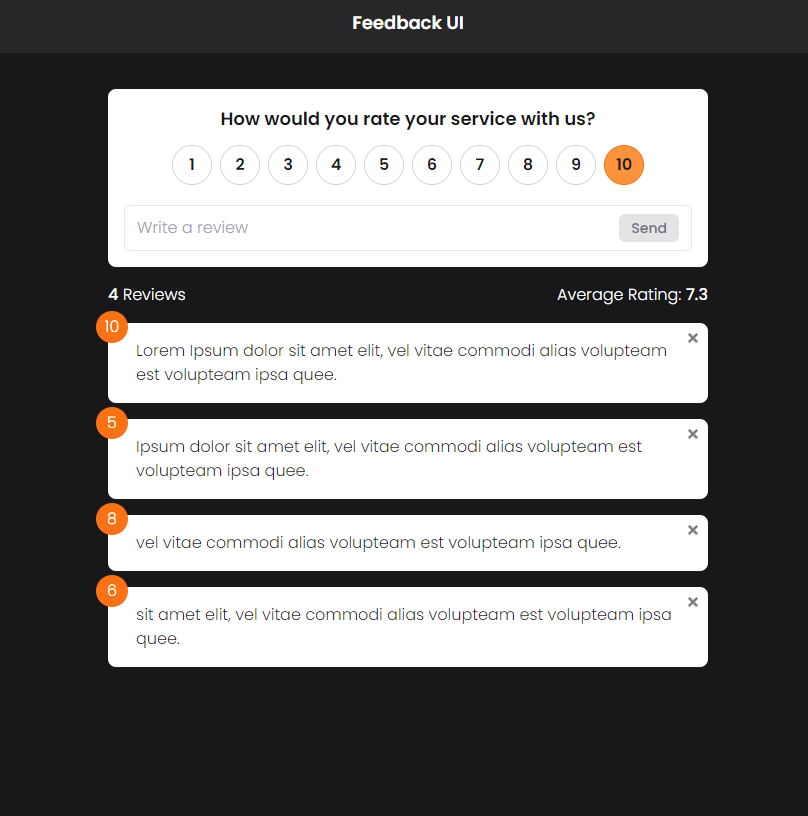 Feedback UI
How would you rate your service with us?
1 2 3 4 5 6 7 8 9 10
Write a review Send
4 Reviews Average Rating: 7.3
10
Lorem Ipsum dolor sit amet elit, vel vitae commodi alias volupteam
est volupteam ipsa quee.
5
Ipsum dolor sit amet elit, vel vitae commodi alias volupteam est
volupteam ipsa quee.
8
vel vitae commodi alias volupteam est volupteam ipsa quee.
6
sit amet elit, vel vitae commodi alias volupteam est volupteam ipsa
quee.